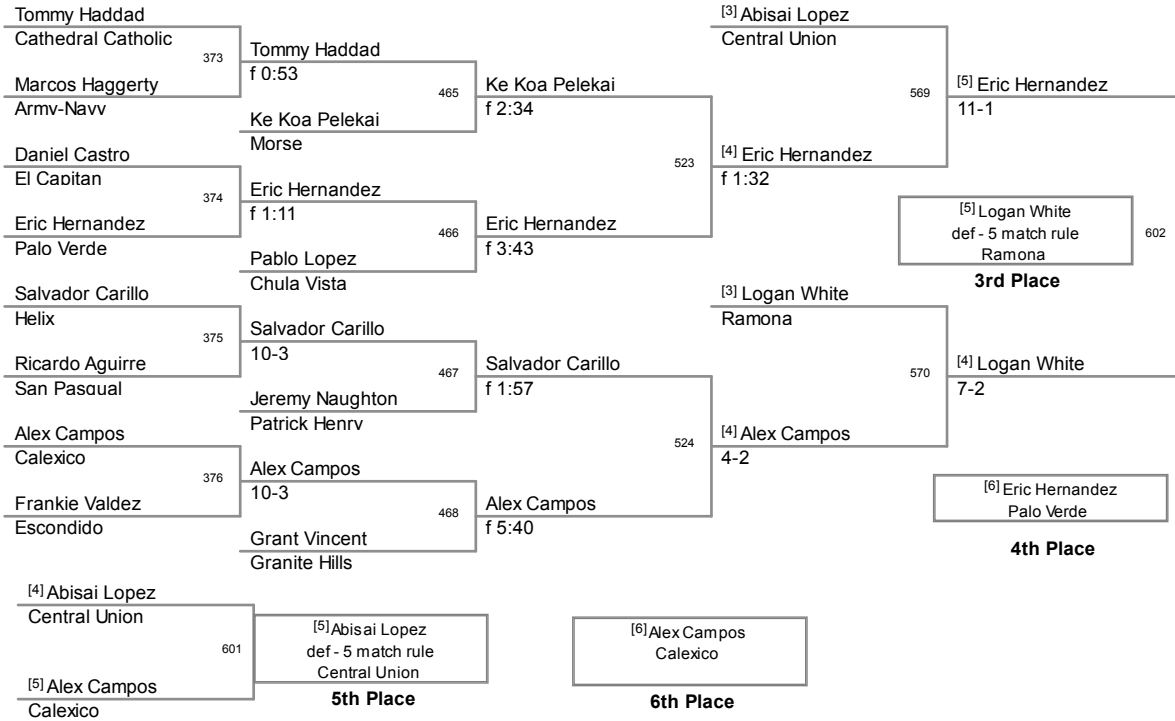 Tommy Haddad
Cathedral Catholic
373
Marcos Haggerty
Army-Navy
Daniel Castro
El Capitan
374
Eric Hernandez
Palo Verde
Salvador Carillo
Helix
375
Ricardo Aguirre
San Pasqual
Alex Campos
Calexico
376
Frankie Valdez
Escondido
Tommy Haddad
f 0:53
465
Ke Koa Pelekai
Morse
Eric Hernandez
f 1:11
466
Pablo Lopez
Chula Vista
Salvador Carillo
10-3
467
Jeremy Naughton
Patrick Henry
Alex Campos
10-3
468
Grant Vincent
Granite Hills
Ke Koa Pelekai
f 2:34
523
Eric Hernandez
f 3:43
Salvador Carillo
f 1:57
524
Alex Campos
f 5:40
[3] Abisai Lopez
Central Union
569
[4] Eric Hernandez
f 1:32
[3] Logan White
Ramona
570
[4] Alex Campos
4-2
[5] Eric Hernandez
11-1
[5] Logan White
def - 5 match rule
Ramona
602
3rd Place
[4] Logan White
7-2
[6] Eric Hernandez
Palo Verde
4th Place
[4] Abisai Lopez
Central Union
601
[5] Alex Campos
Calexico
[5] Abisai Lopez
def - 5 match rule
Central Union
5th Place
[6] Alex Campos
Calexico
6th Place